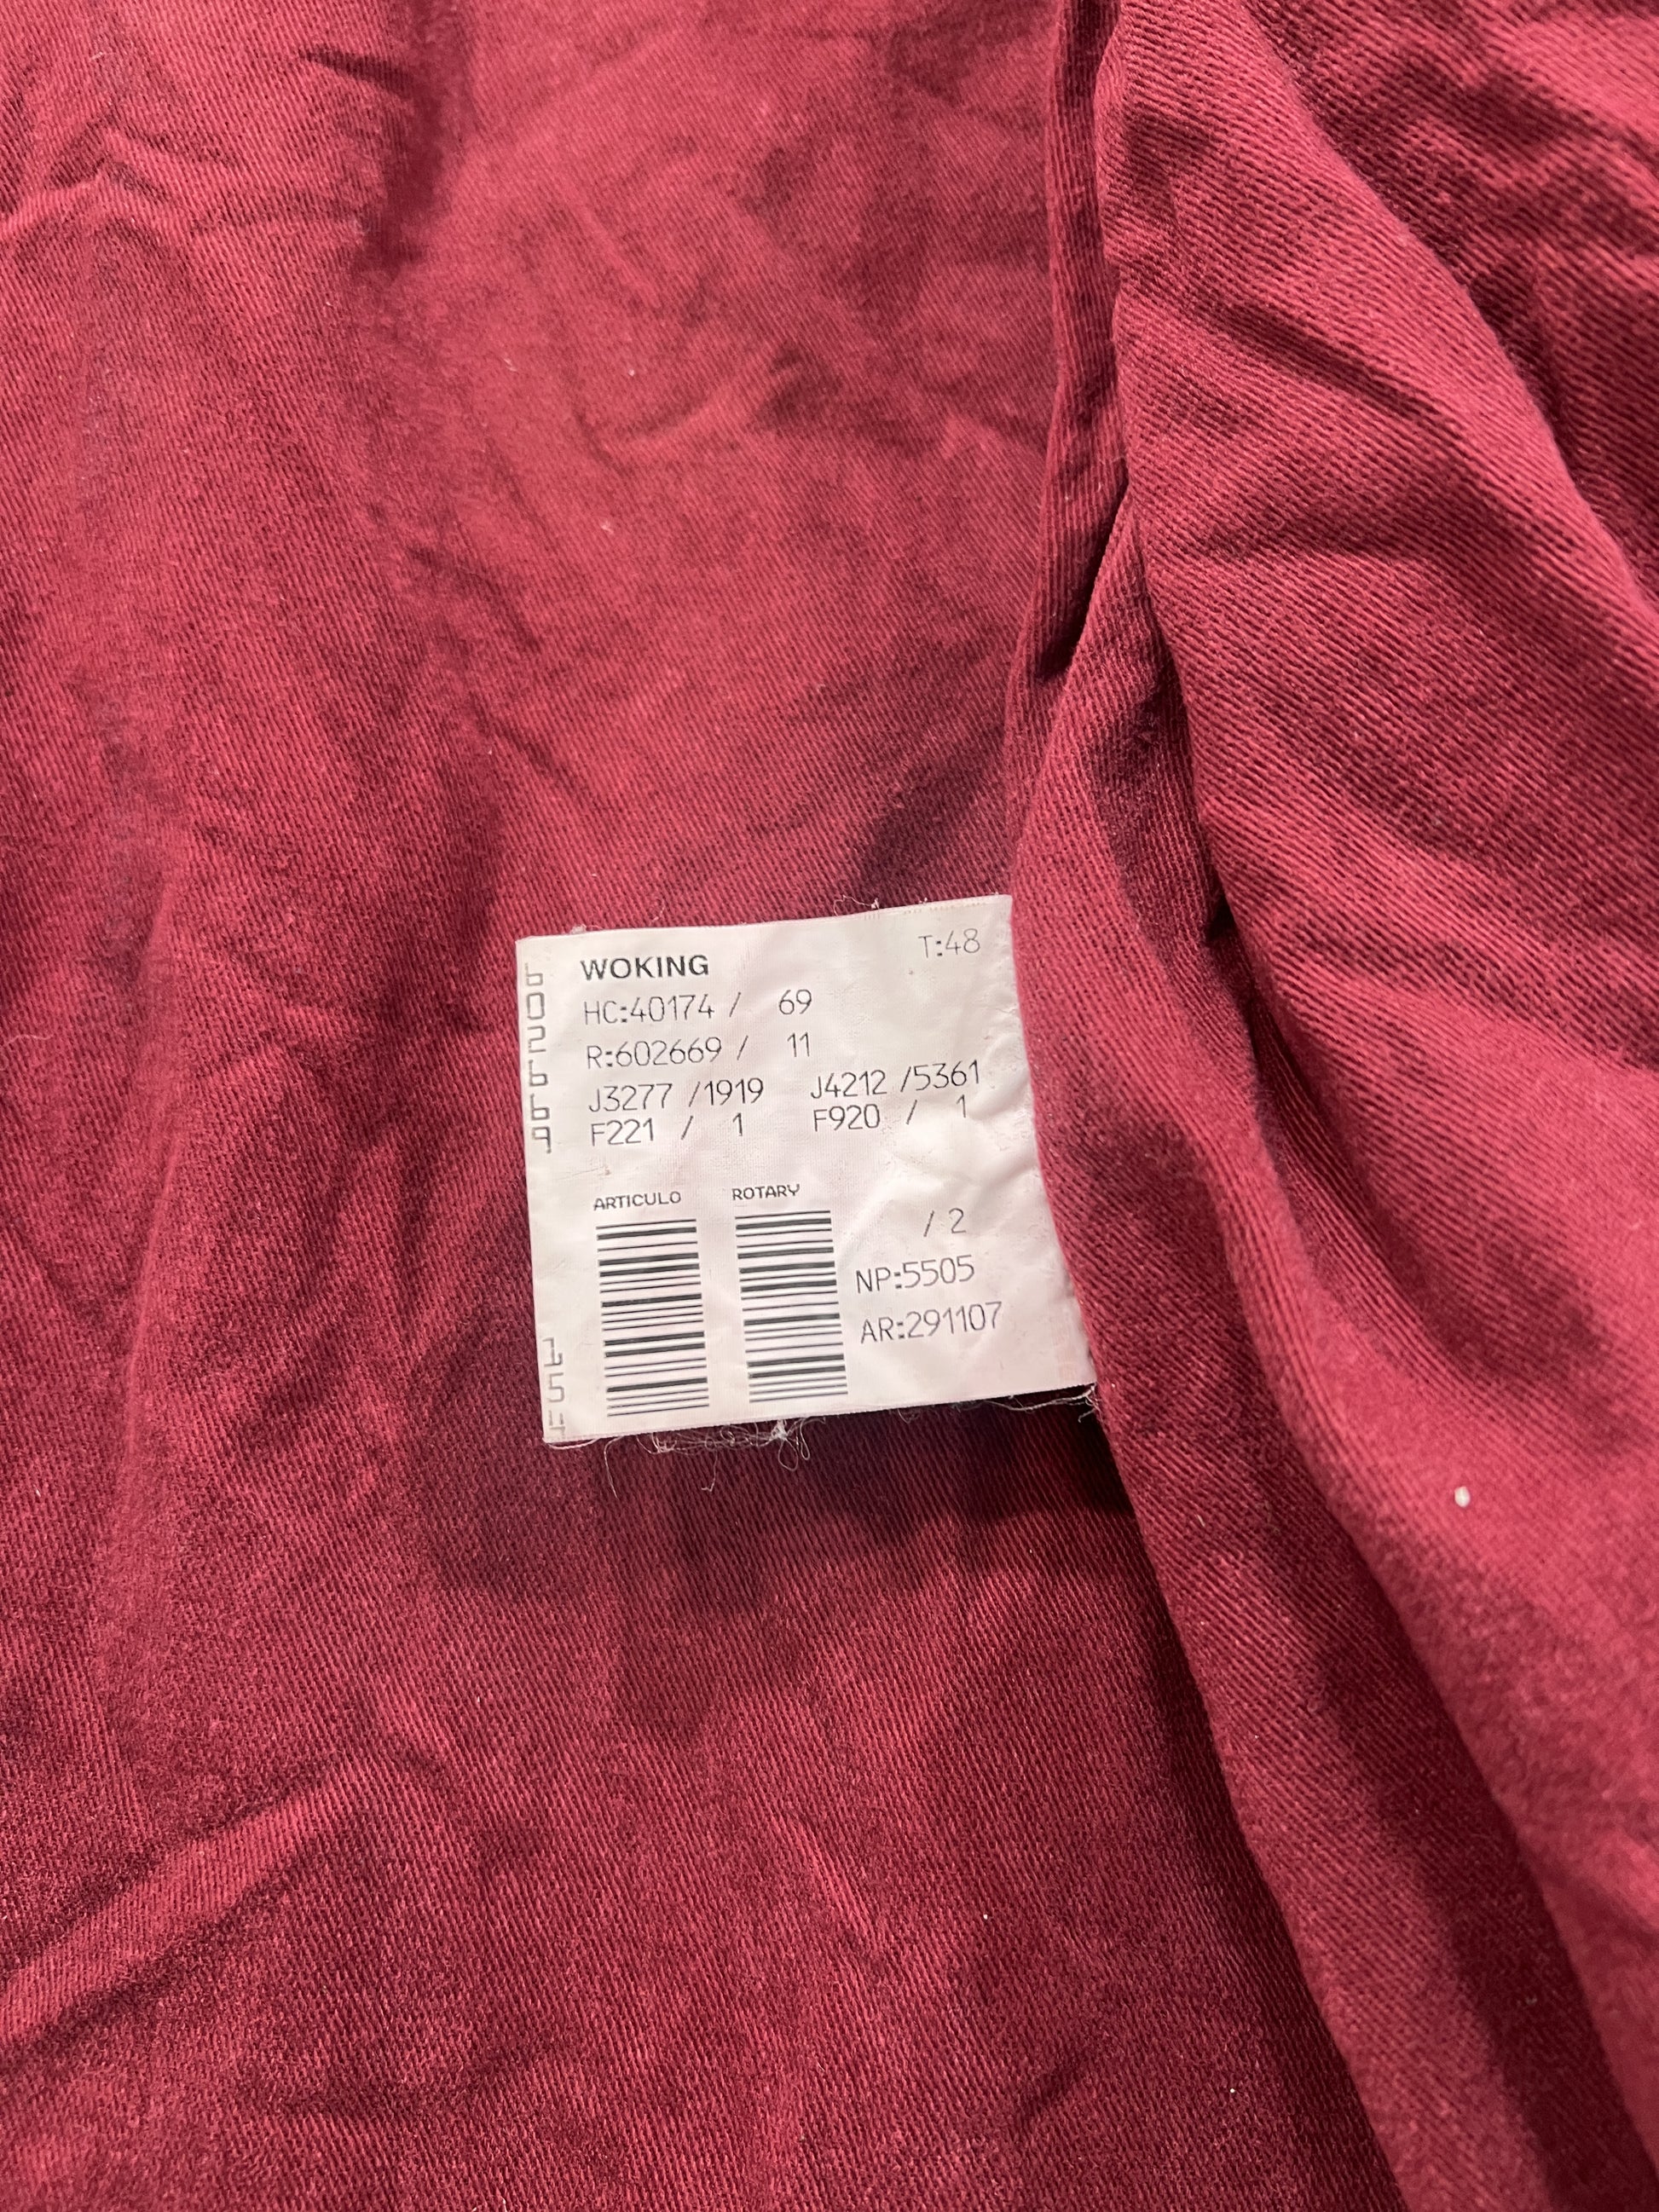 WOKING T:48
HC:40174 / 69
R:602669 / 11
J3277 /1919 J4212 /5361
F221 / 1 F920 / 1
ARTICULO ROTARY
/ 2
NP:5505
AR:291107
602669